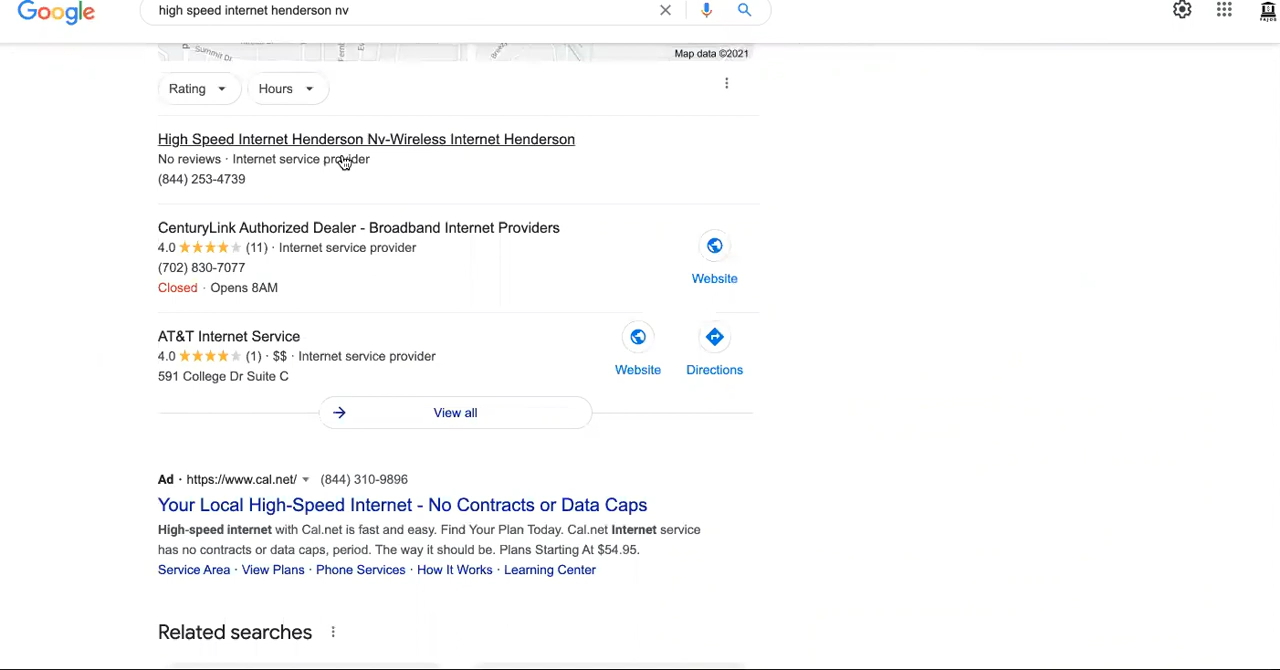 Google
high speed internet henderson nv
Summit Dr
Map data ©2021
Rating
Hours
High Speed Internet Henderson Nv-Wireless Internet Henderson
No reviews · Internet service provider
(844) 253-4739
CenturyLink Authorized Dealer - Broadband Internet Providers
4.0 (11) · Internet service provider
(702) 830-7077
Closed · Opens 8AM
Website
AT&T Internet Service
4.0 (1) · $$ · Internet service provider
591 College Dr Suite C
Website
Directions
View all
Ad · https://www.cal.net/ (844) 310-9896
Your Local High-Speed Internet - No Contracts or Data Caps
High-speed internet with Cal.net is fast and easy. Find Your Plan Today. Cal.net Internet service
has no contracts or data caps, period. The way it should be. Plans Starting At $54.95.
Service Area · View Plans · Phone Services · How It Works · Learning Center
Related searches